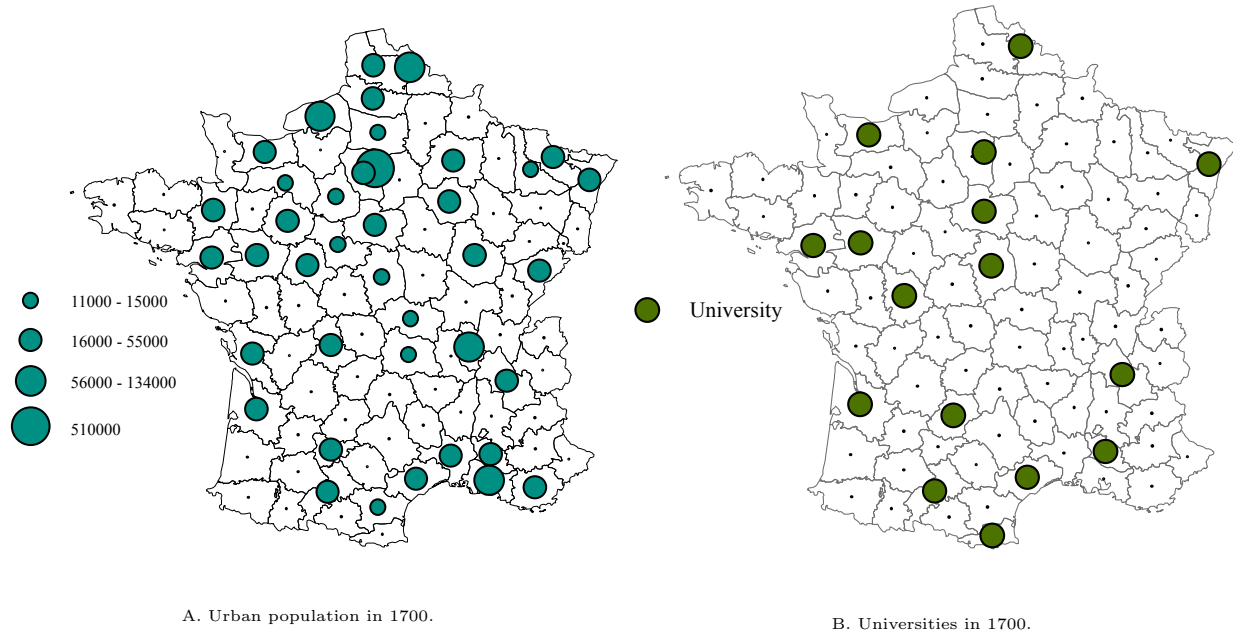 11000 - 15000
16000 - 55000
56000 - 134000
510000
University
A. Urban population in 1700.
B. Universities in 1700.